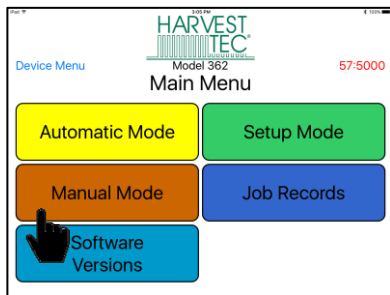 iPad
3:05 PM
100%
HARVEST
TEC
Device Menu
Model 362
57:5000
Main Menu
Automatic Mode
Setup Mode
Manual Mode
Job Records
Software
Versions